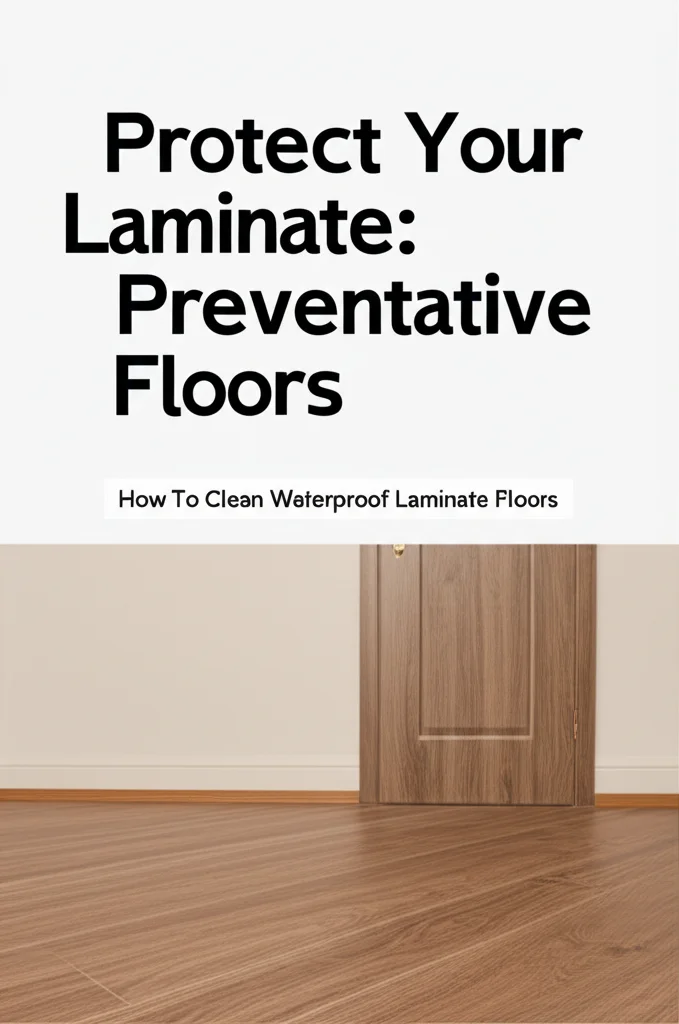 Protect Your
Laminate:
Preventative
Floors
How To Clean Waterproof Laminate Floors